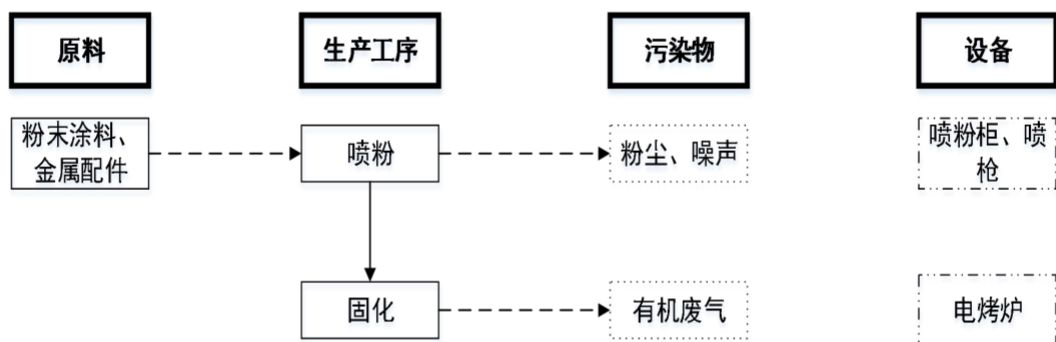 原料
生产工序
污染物
设备
粉末涂料、
金属配件
喷粉
粉尘、噪声
喷粉柜、喷
枪
固化
有机废气
电烤炉